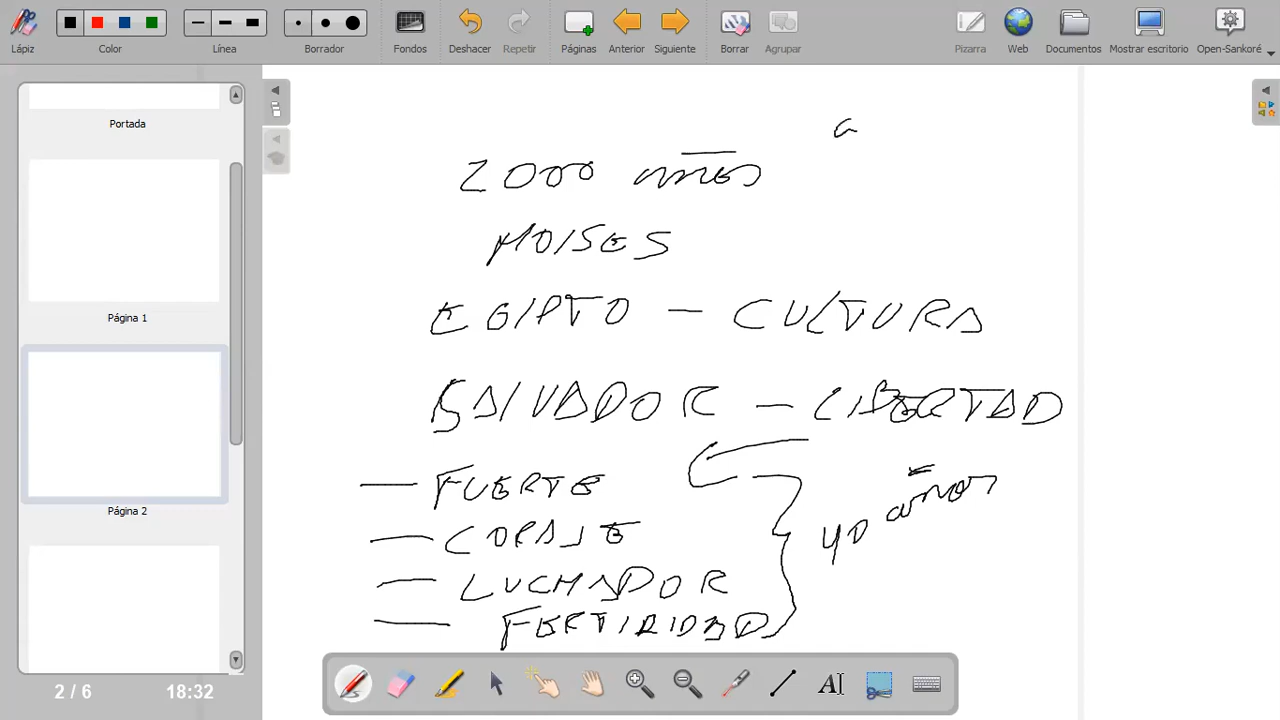 Lápiz Color Línea Borrador Fondos Deshacer Repetir Páginas Anterior Siguiente Borrar Agrupar Pizarra Web Documentos Mostrar escritorio Open-Sankoré
Portada
Página 1
Página 2
2 / 6 18:32
a
2000 años
MOISES
EGIPTO — CULTURA
SALVADOR — LIBERTAD
— FUERTE
— CORAJE
— LUCHADOR
— FERTIRIDAD
40 años
AI